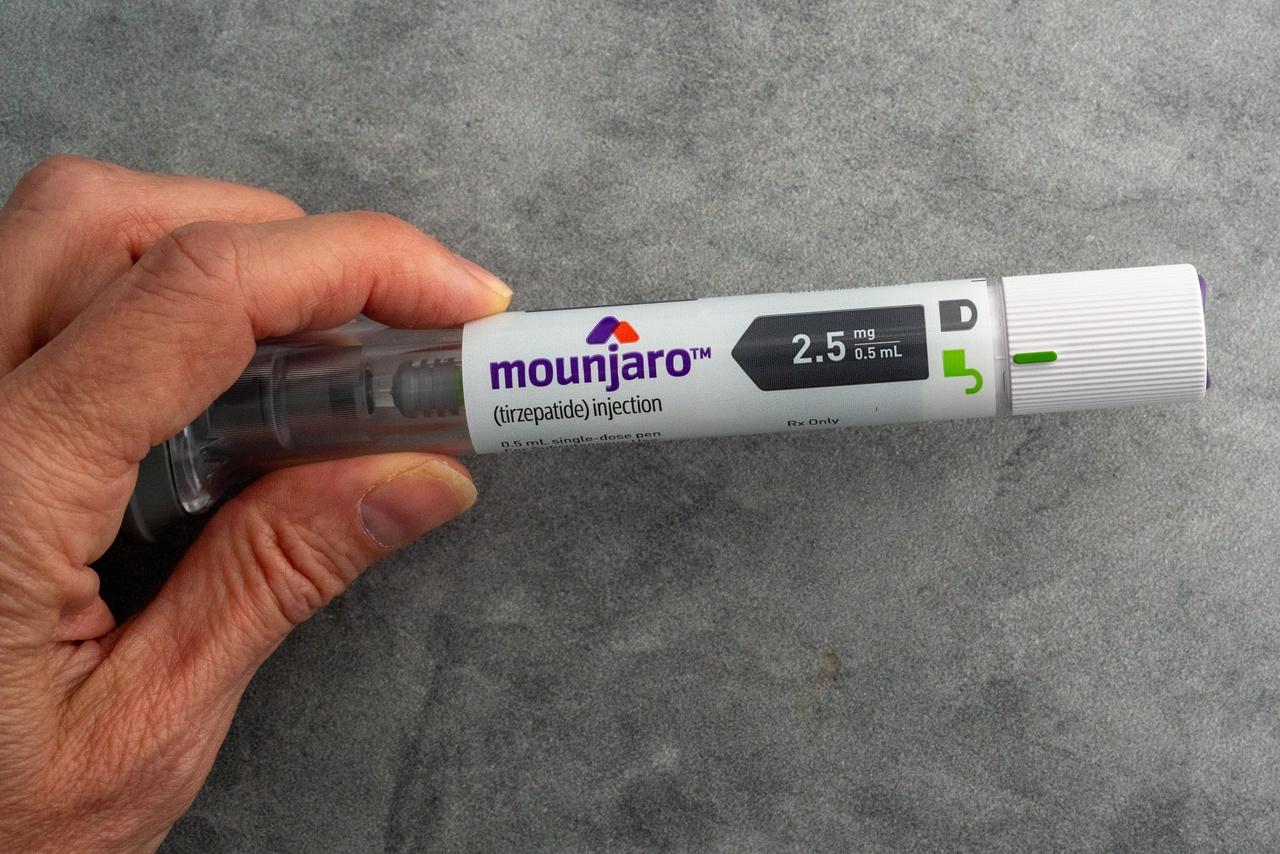 mounjaro™
(tirzepatide) injection
0.5 mL single-dose pen
2.5 mg
0.5 mL
Rx Only